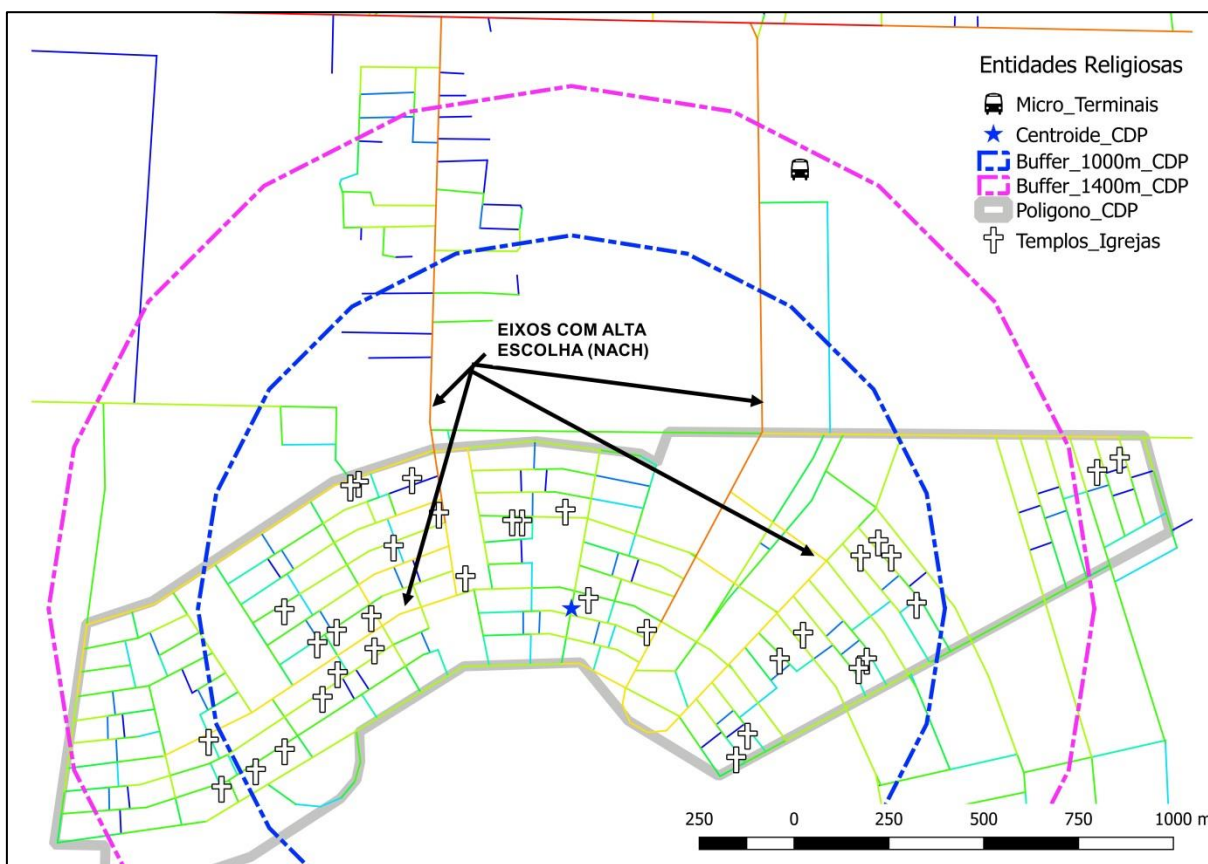 Entidades Religiosas
Micro_Terminais
Centroide_CDP
Buffer_1000m_CDP
Buffer_1400m_CDP
Poligono_CDP
Templos_Igrejas
EIXOS COM ALTA
ESCOLHA (NACH)
250 0 250 500 750 1000 m